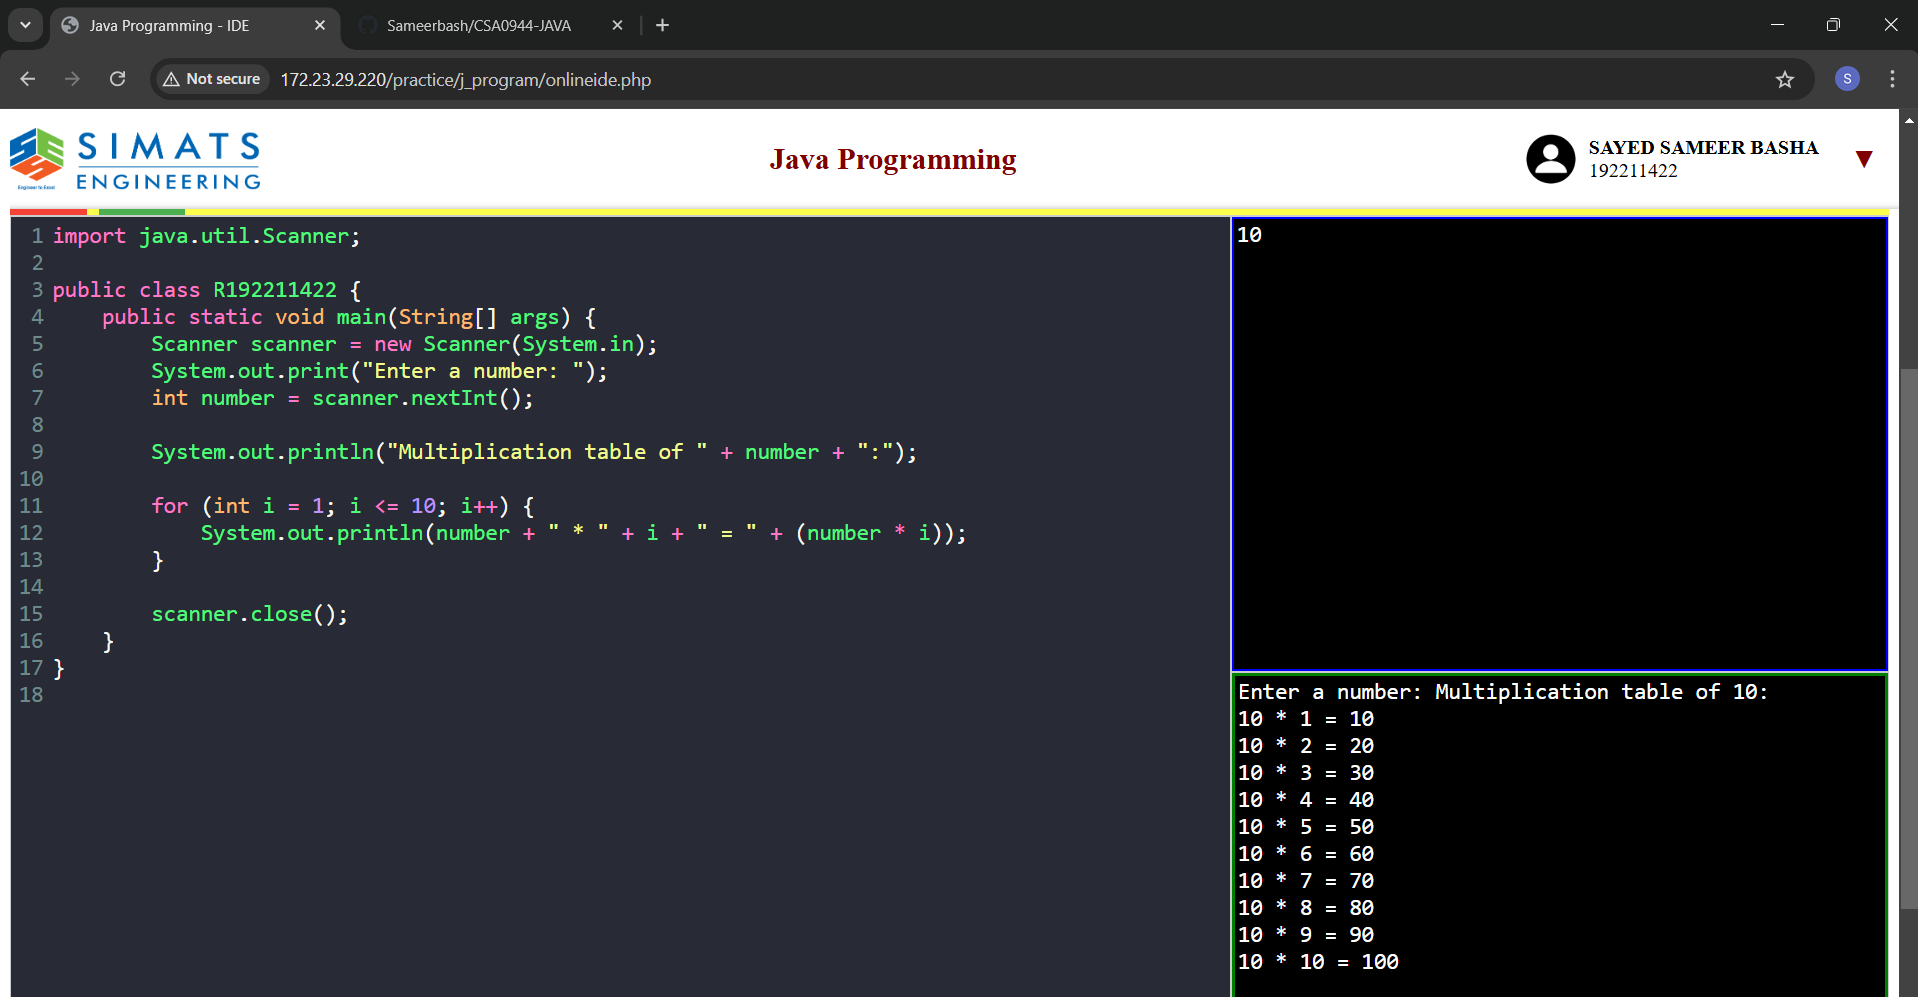 Java Programming - IDE
Sameerbash/CSA0944-JAVA
Not secure
172.23.29.220/practice/j_program/onlineide.php
S
SIMATS
ENGINEERING
Engineer to Excel
Java Programming
SAYED SAMEER BASHA
192211422
1 import java.util.Scanner;
2
3 public class R192211422 {
4     public static void main(String[] args) {
5         Scanner scanner = new Scanner(System.in);
6         System.out.print("Enter a number: ");
7         int number = scanner.nextInt();
8
9         System.out.println("Multiplication table of " + number + ":");
10
11         for (int i = 1; i <= 10; i++) {
12             System.out.println(number + " * " + i + " = " + (number * i));
13         }
14
15         scanner.close();
16     }
17 }
18
10
Enter a number: Multiplication table of 10:
10 * 1 = 10
10 * 2 = 20
10 * 3 = 30
10 * 4 = 40
10 * 5 = 50
10 * 6 = 60
10 * 7 = 70
10 * 8 = 80
10 * 9 = 90
10 * 10 = 100